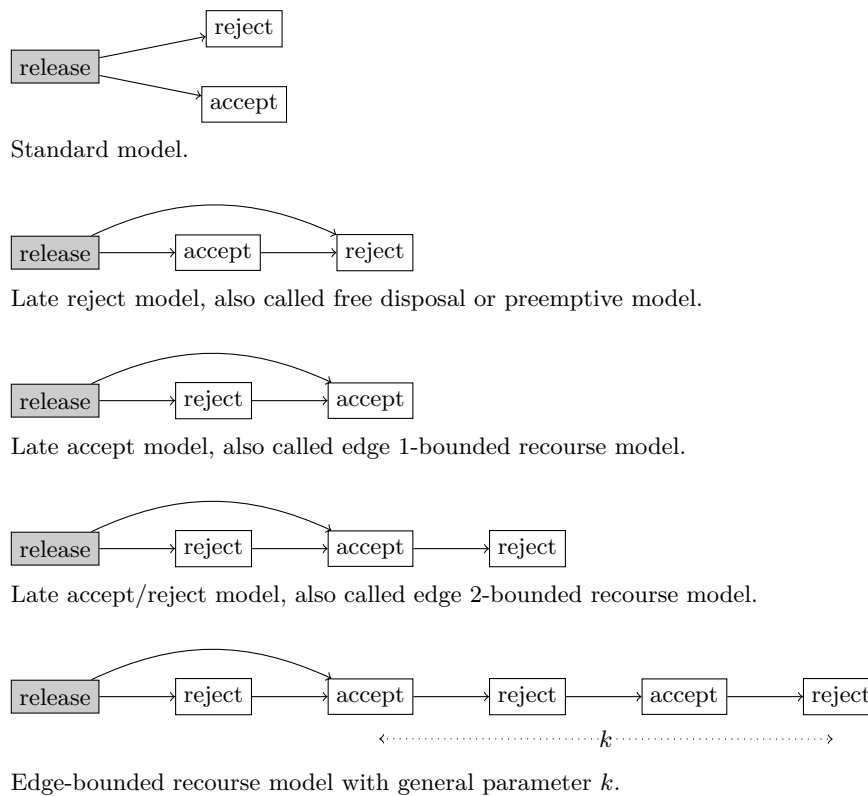 reject
release
accept
Standard model.
release accept reject
Late reject model, also called free disposal or preemptive model.
release reject accept
Late accept model, also called edge 1-bounded recourse model.
release reject accept reject
Late accept/reject model, also called edge 2-bounded recourse model.
release reject accept reject accept reject
k
Edge-bounded recourse model with general parameter k.